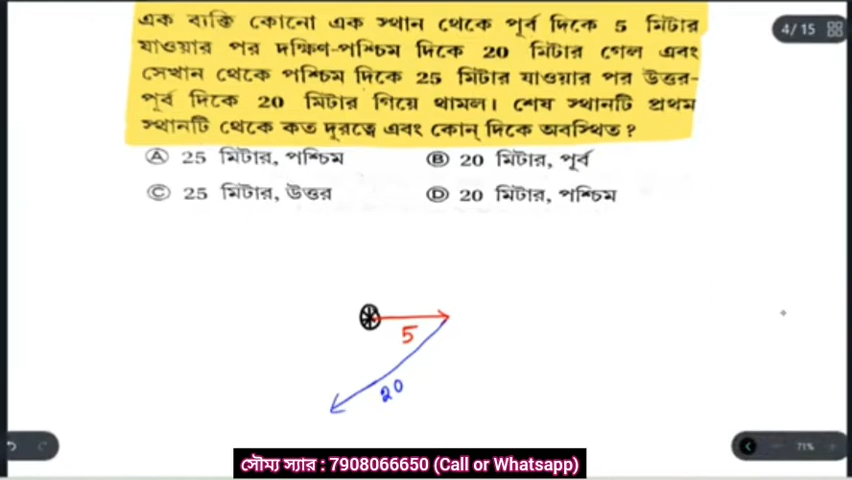 এক ব্যক্তি কোনো এক স্থান থেকে পূর্ব দিকে 5 মিটার
যাওয়ার পর দক্ষিণ-পশ্চিম দিকে 20 মিটার গেল এবং
সেখান থেকে পশ্চিম দিকে 25 মিটার যাওয়ার পর উত্তর-
পূর্ব দিকে 20 মিটার গিয়ে থামল। শেষ স্থানটি প্রথম
স্থানটি থেকে কত দূরত্বে এবং কোন্ দিকে অবস্থিত ?
4/15
Ⓐ 25 মিটার, পশ্চিম Ⓑ 20 মিটার, পূর্ব
Ⓒ 25 মিটার, উত্তর Ⓓ 20 মিটার, পশ্চিম
5
20
71%
সৌম্য স্যার : 7908066650 (Call or Whatsapp)